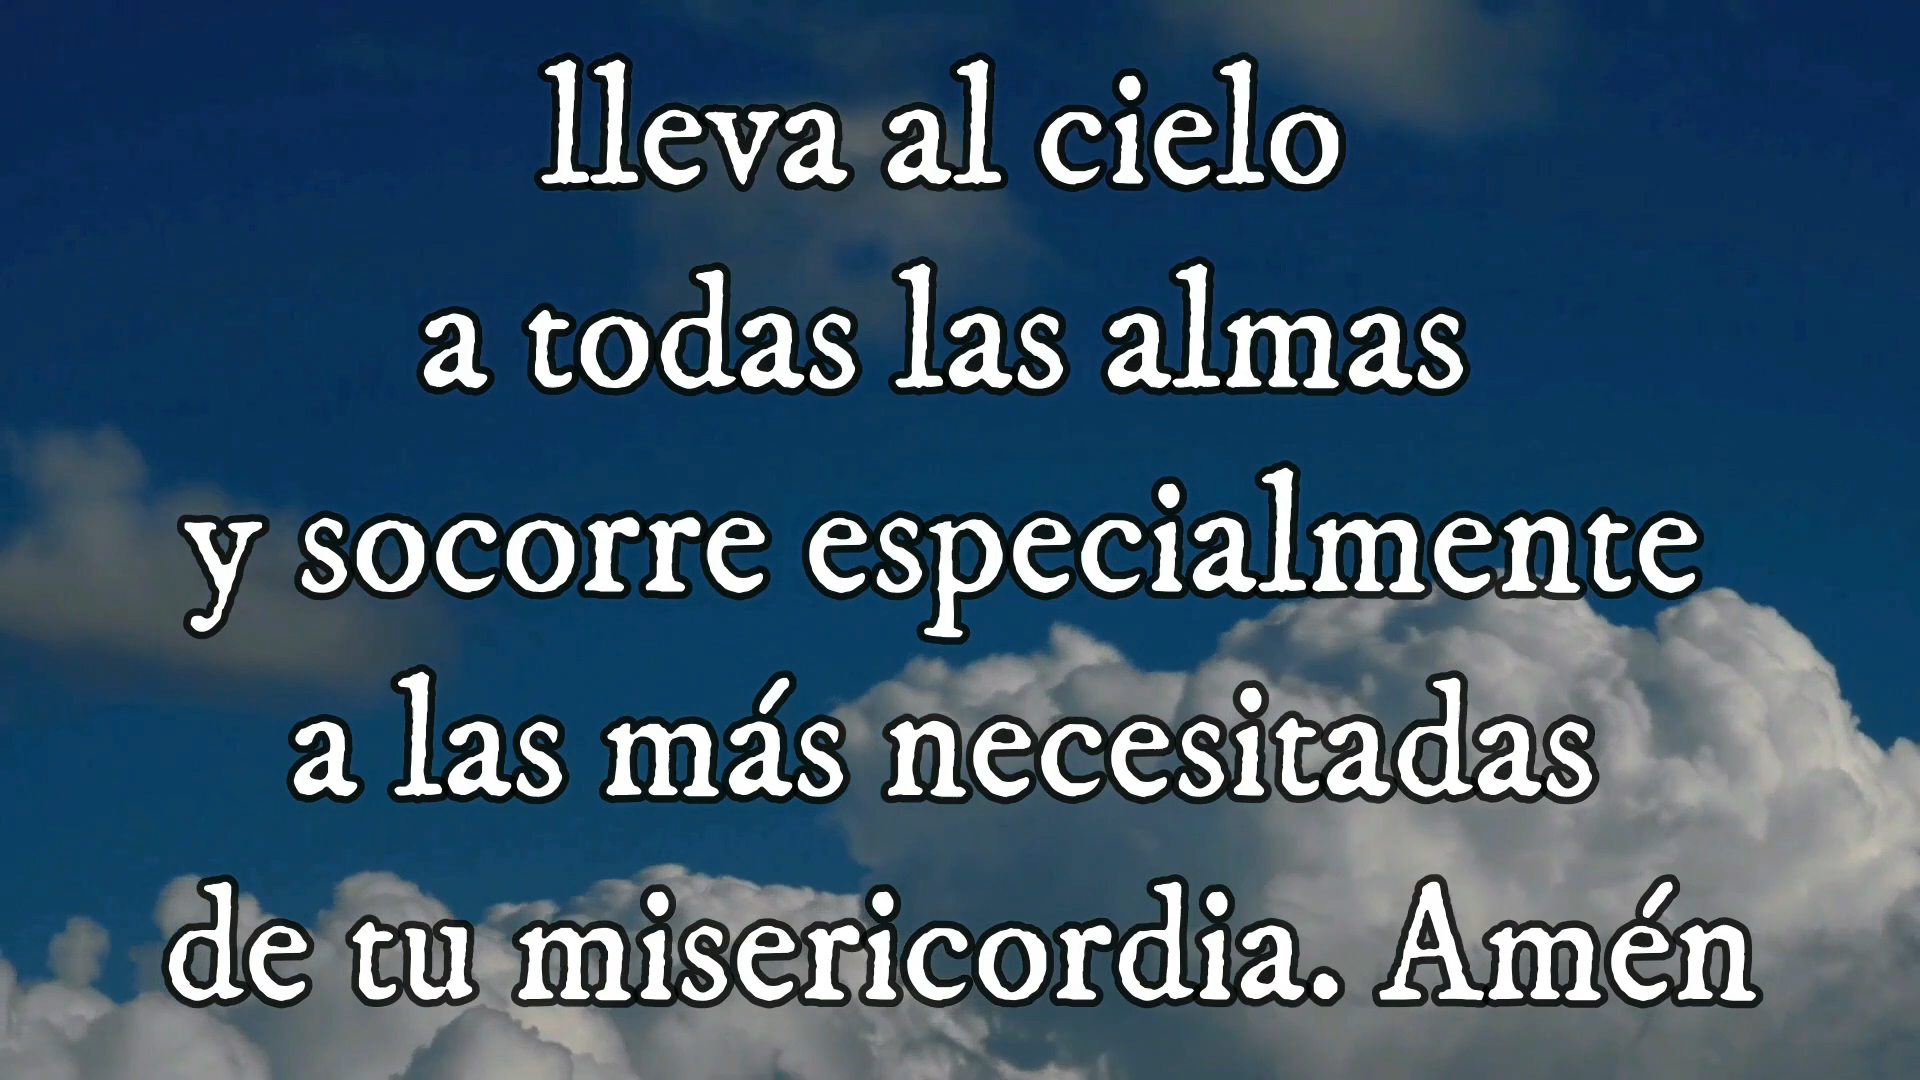 lleva al cielo
a todas las almas
y socorre especialmente
a las más necesitadas
de tu misericordia. Amén